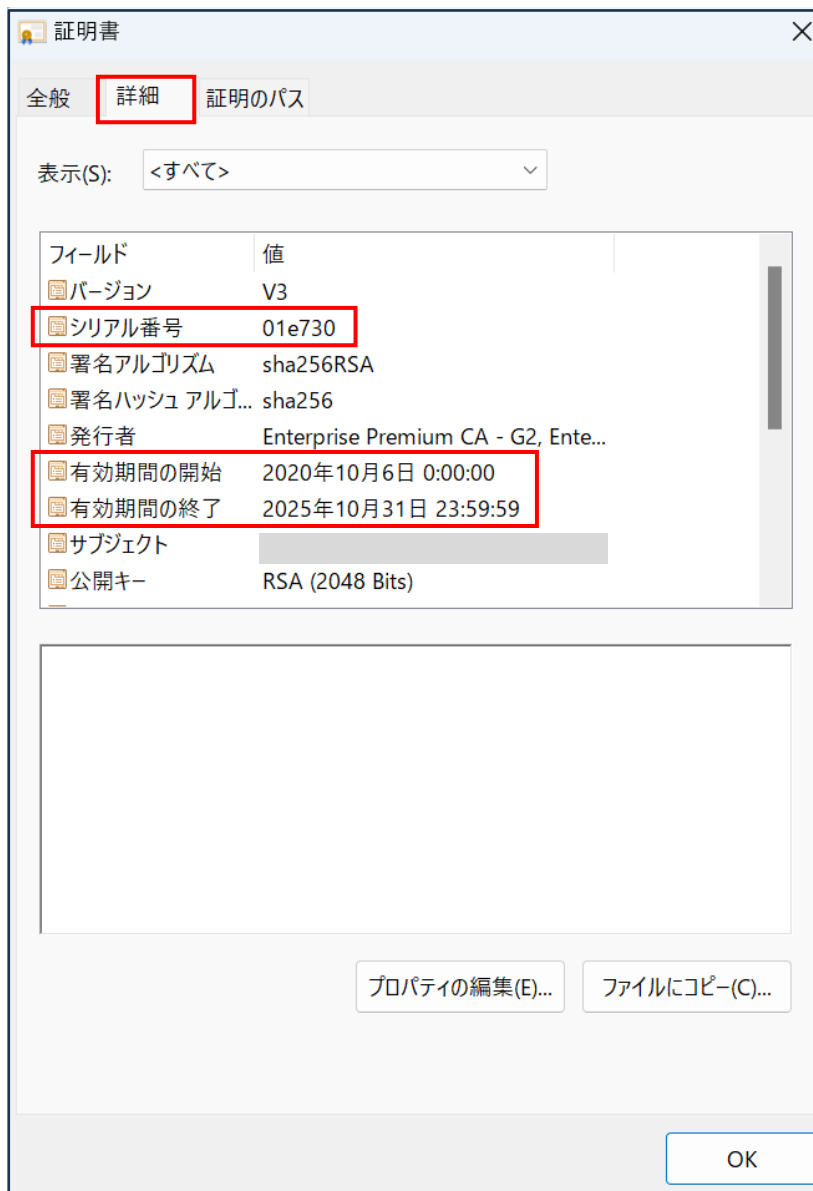 証明書
全般 詳細 証明のパス
表示(S): <すべて>
フィールド 値
バージョン V3
シリアル番号 01e730
署名アルゴリズム sha256RSA
署名ハッシュ アルゴ... sha256
発行者 Enterprise Premium CA - G2, Ente...
有効期間の開始 2020年10月6日 0:00:00
有効期間の終了 2025年10月31日 23:59:59
サブジェクト
公開キー RSA (2048 Bits)
プロパティの編集(E)... ファイルにコピー(C)...
OK